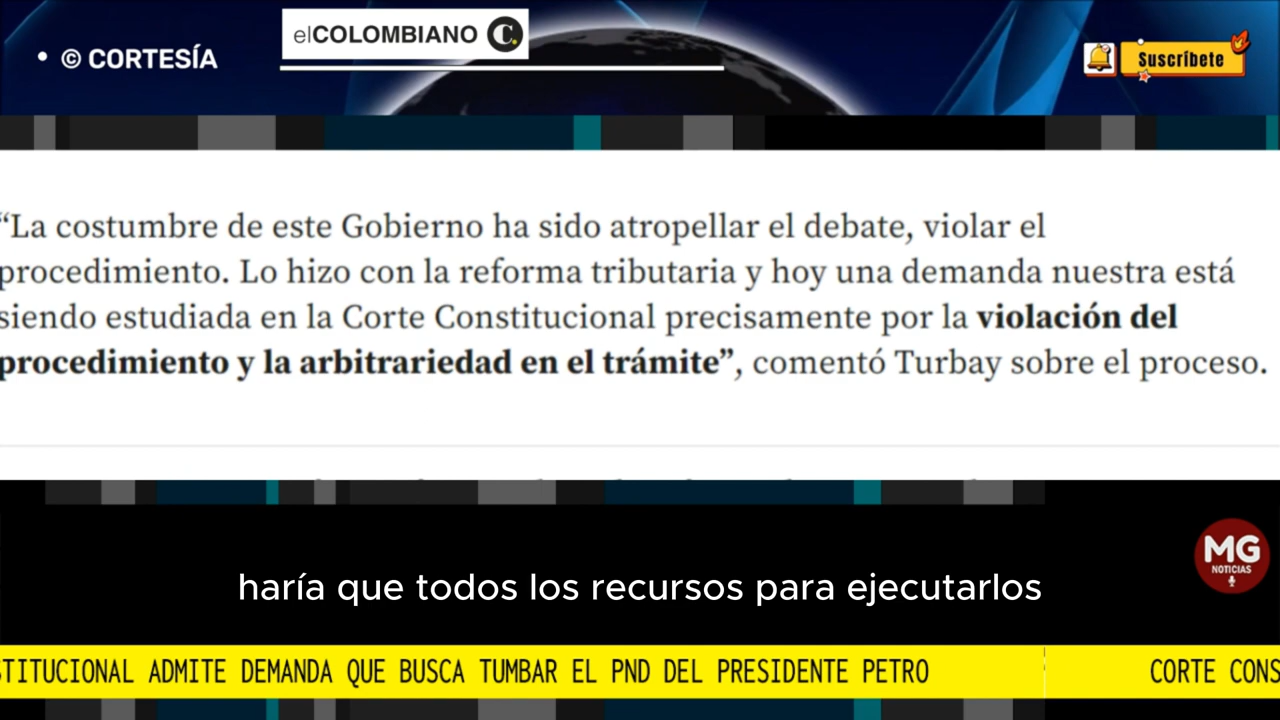 • © CORTESÍA
elCOLOMBIANO C.
Suscríbete
“La costumbre de este Gobierno ha sido atropellar el debate, violar el
procedimiento. Lo hizo con la reforma tributaria y hoy una demanda nuestra está
siendo estudiada en la Corte Constitucional precisamente por la violación del
procedimiento y la arbitrariedad en el trámite”, comentó Turbay sobre el proceso.
MG
NOTICIAS
haría que todos los recursos para ejecutarlos
STITUCIONAL ADMITE DEMANDA QUE BUSCA TUMBAR EL PND DEL PRESIDENTE PETRO CORTE CONS